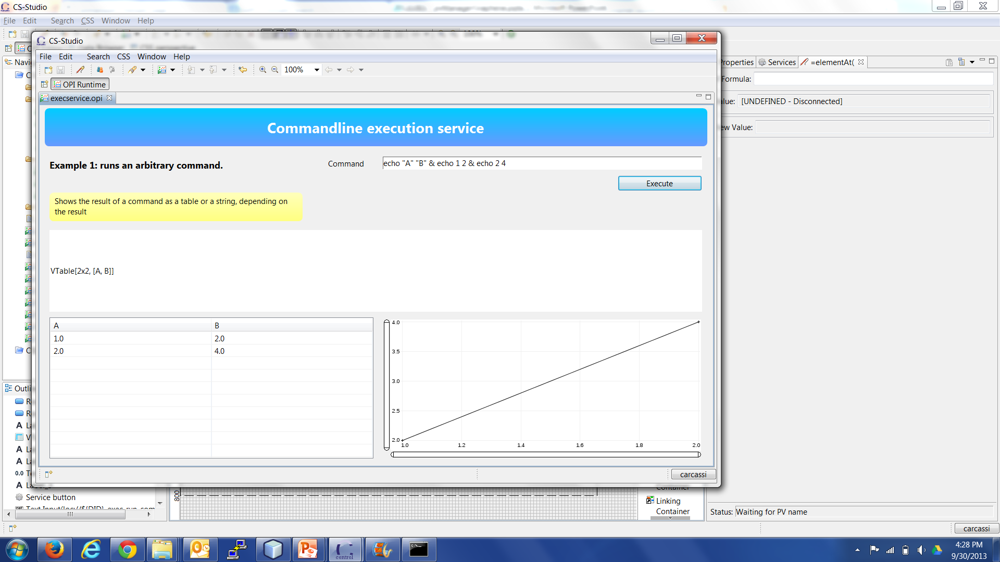 CS-Studio
File Edit Search CSS Window Help
CS-Studio
File Edit Search CSS Window Help
100%
OPI Runtime
execservice.opi
Commandline execution service
Example 1: runs an arbitrary command.
Command
echo "A" "B" & echo 1 2 & echo 2 4
Execute
Shows the result of a command as a table or a string, depending on
the result
VTable[2x2, [A, B]]
A B
1.0 2.0
2.0 4.0
4.0
3.5
3.0
2.5
2.0
1.0 1.2 1.4 1.6 1.8 2.0
carcassi
Services =elementAt(
Formula:
[UNDEFINED - Disconnected]
Value:
Service button
800
Linking
Container
Status: Waiting for PV name
carcassi
control
4:28 PM
9/30/2013